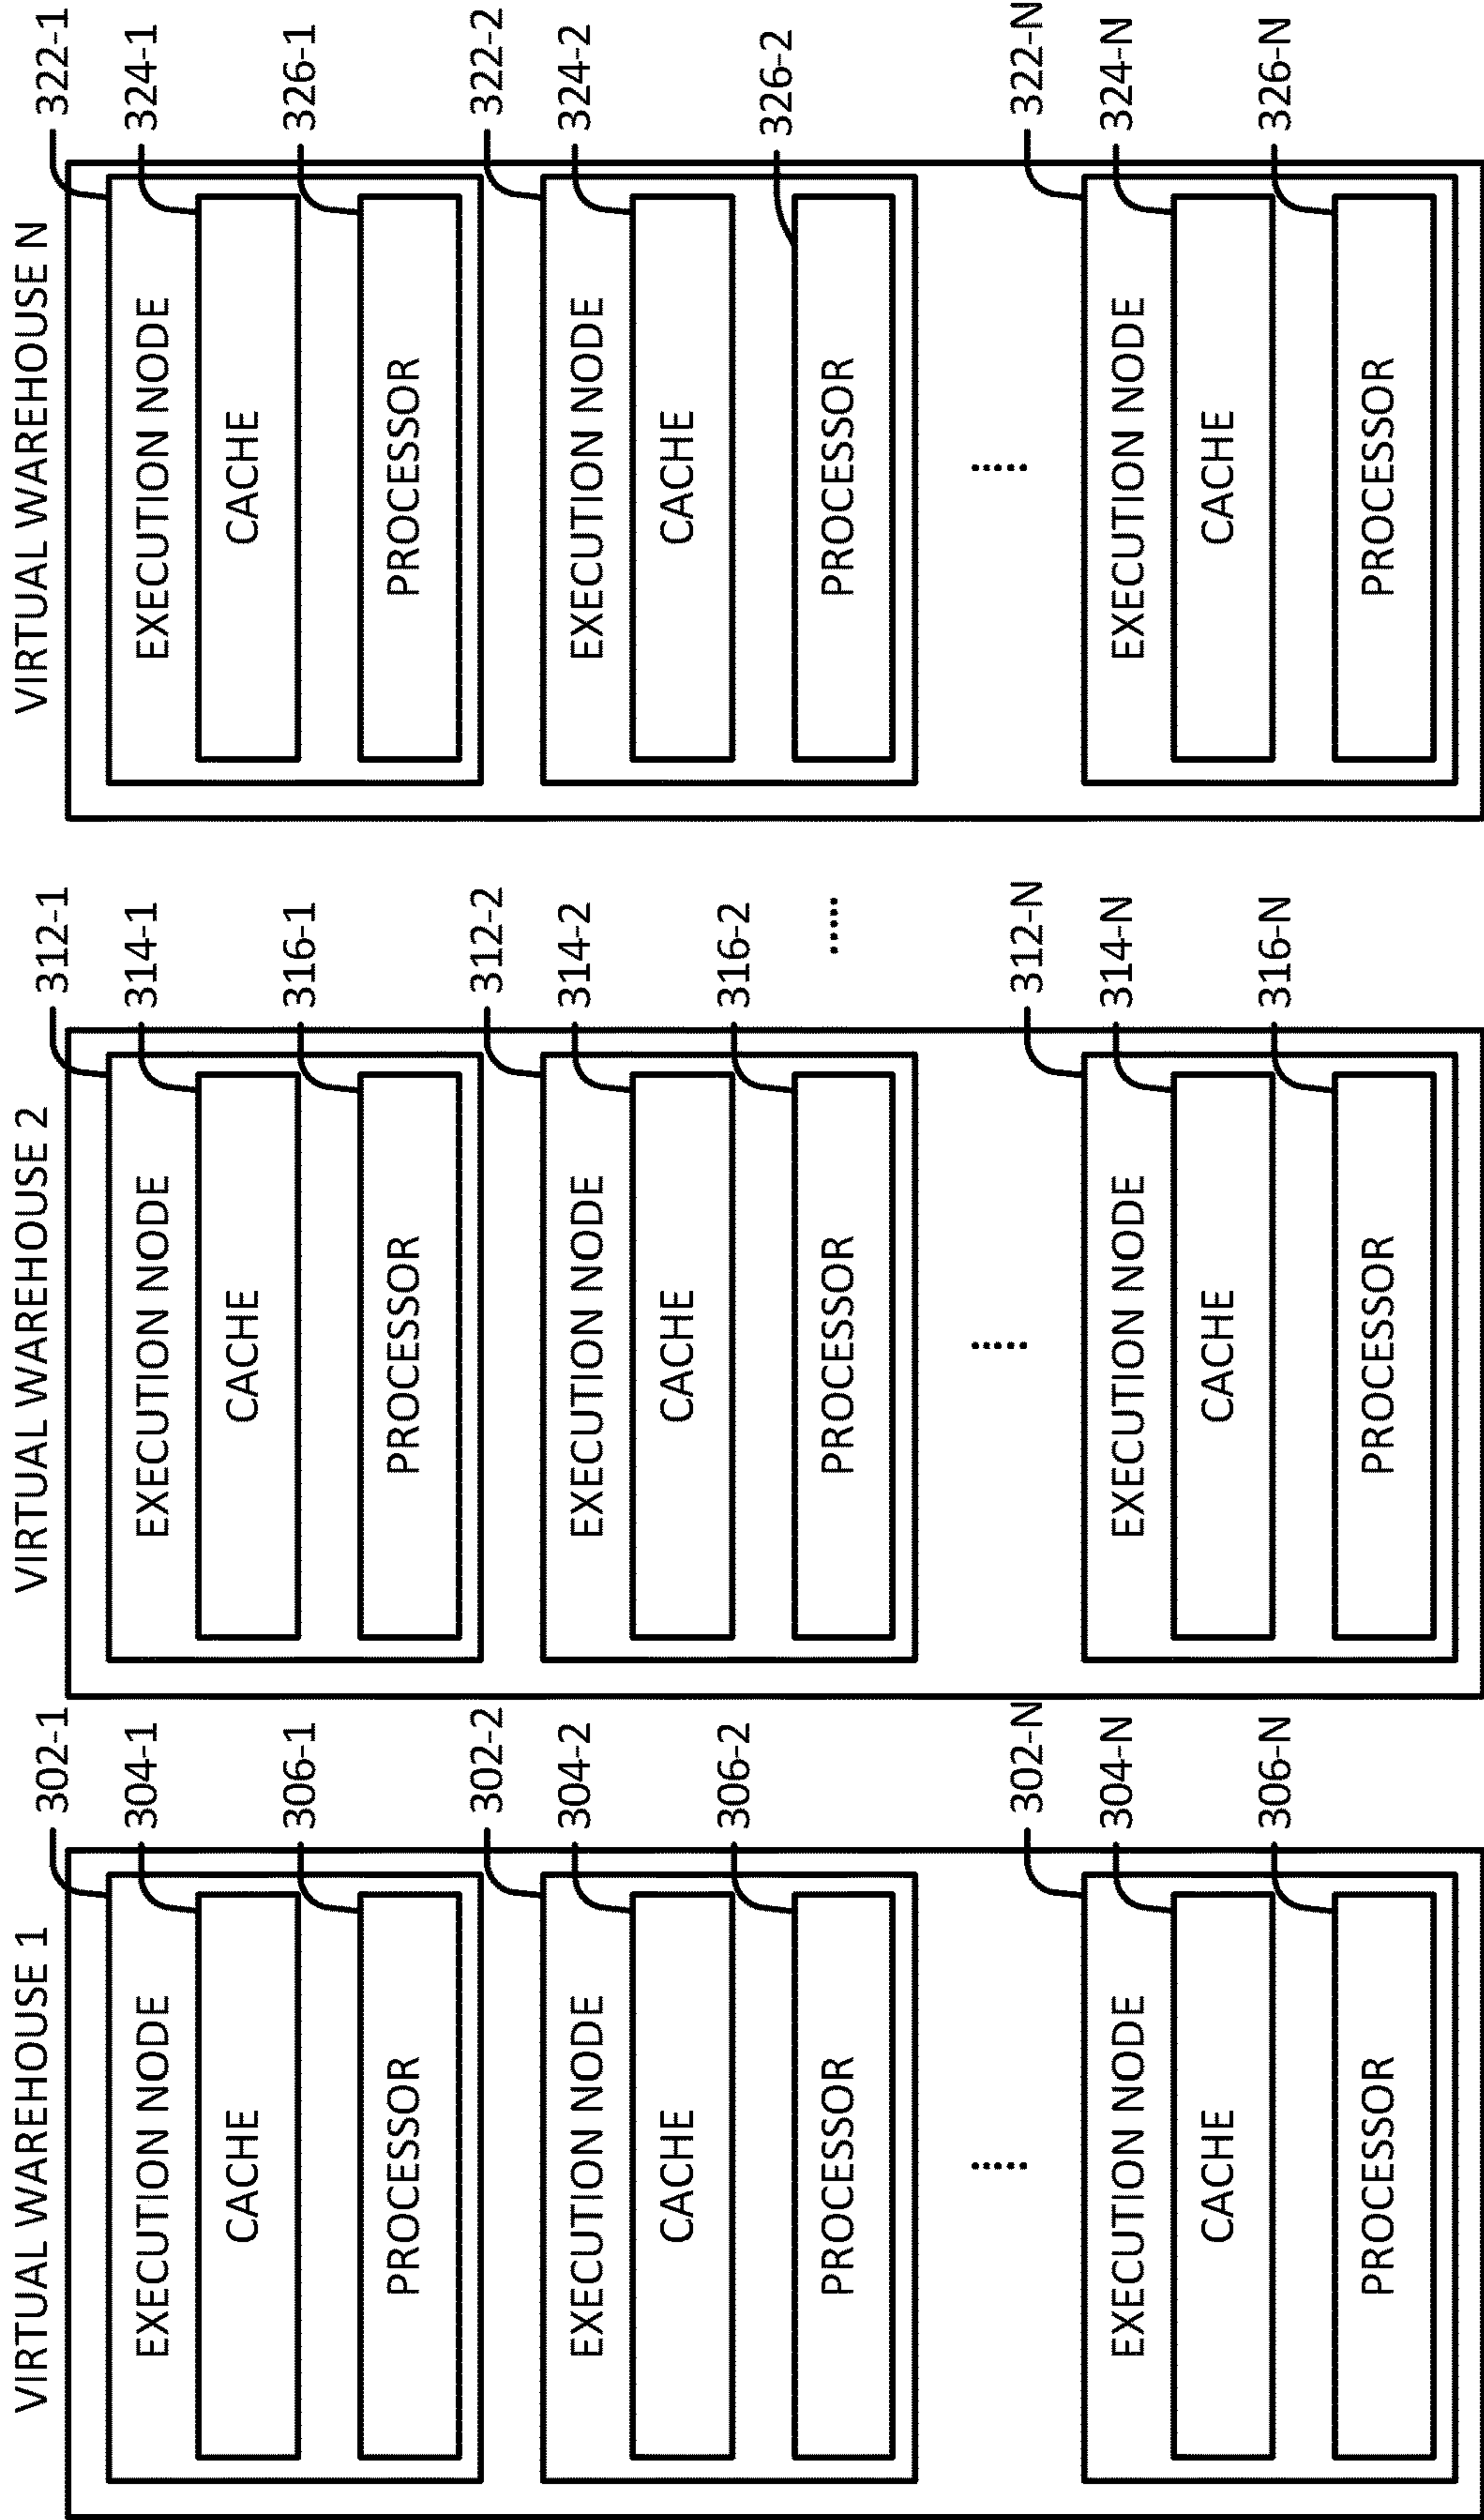 VIRTUAL WAREHOUSE 1
302-1
EXECUTION NODE
304-1
CACHE
306-1
PROCESSOR
302-2
EXECUTION NODE
304-2
CACHE
306-2
PROCESSOR
.....
302-N
EXECUTION NODE
304-N
CACHE
306-N
PROCESSOR
VIRTUAL WAREHOUSE 2
312-1
EXECUTION NODE
314-1
CACHE
316-1
PROCESSOR
312-2
EXECUTION NODE
314-2
CACHE
316-2
PROCESSOR
.....
.....
312-N
EXECUTION NODE
314-N
CACHE
316-N
PROCESSOR
VIRTUAL WAREHOUSE N
322-1
EXECUTION NODE
324-1
CACHE
326-1
PROCESSOR
322-2
EXECUTION NODE
324-2
CACHE
326-2
PROCESSOR
.....
322-N
EXECUTION NODE
324-N
CACHE
326-N
PROCESSOR